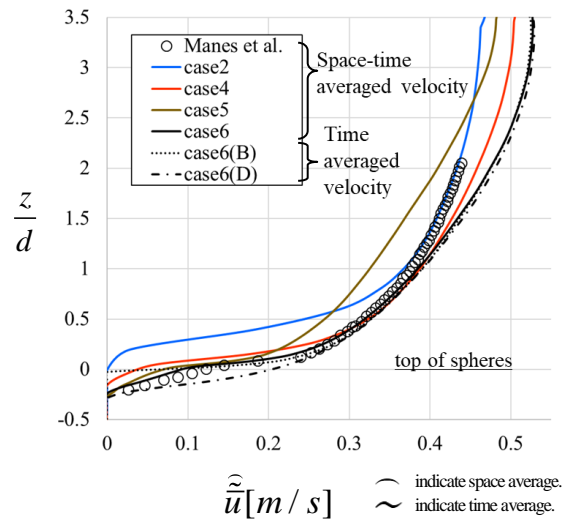 3.5
3
2.5
2
1.5
1
0.5
0
-0.5
z
d
Manes et al.
case2
case4
case5
case6
case6(B)
case6(D)
Space-time
averaged velocity
Time
averaged
velocity
top of spheres
0 0.1 0.2 0.3 0.4 0.5
u[m / s]
⌢ indicate space average.
~ indicate time average.